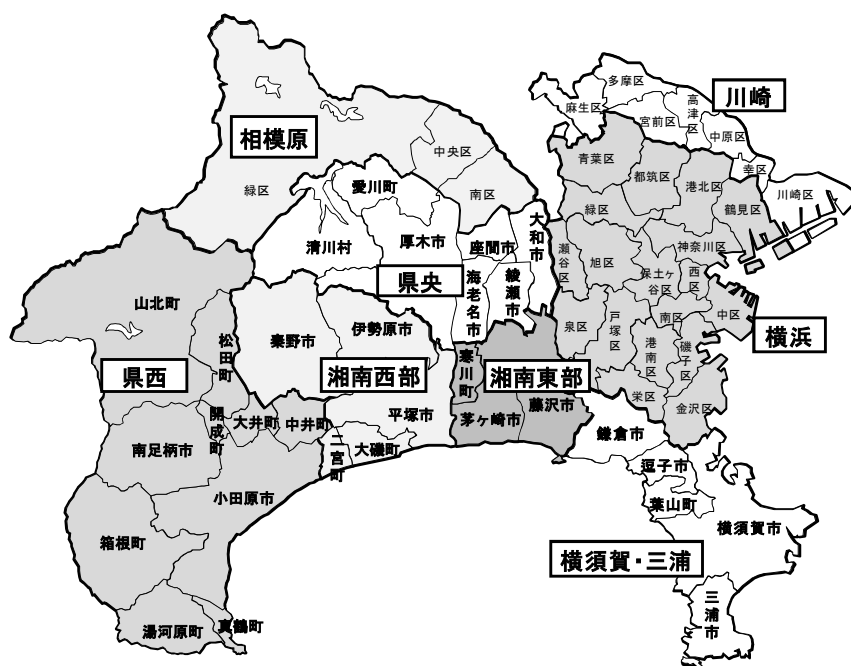 多摩区
川崎
麻生区
高津区
宮前区
中原区
相模原
中央区
青葉区
幸区
都筑区
港北区
愛川町
緑区
南区
川崎区
鶴見区
緑区
大和市
清川村
厚木市
座間市
瀬谷区
旭区
神奈川区
県央
海老名市
綾瀬市
保土ヶ谷区
西区
山北町
松田町
秦野市
伊勢原市
泉区
戸塚区
南区
中区
横浜
港南区
磯子区
県西
湘南西部
寒川町
湘南東部
栄区
金沢区
開成町
大井町
中井町
平塚市
茅ヶ崎市
藤沢市
鎌倉市
南足柄市
二宮町
大磯町
逗子市
小田原市
葉山町
箱根町
横須賀市
横須賀・三浦
三浦市
湯河原町
真鶴町